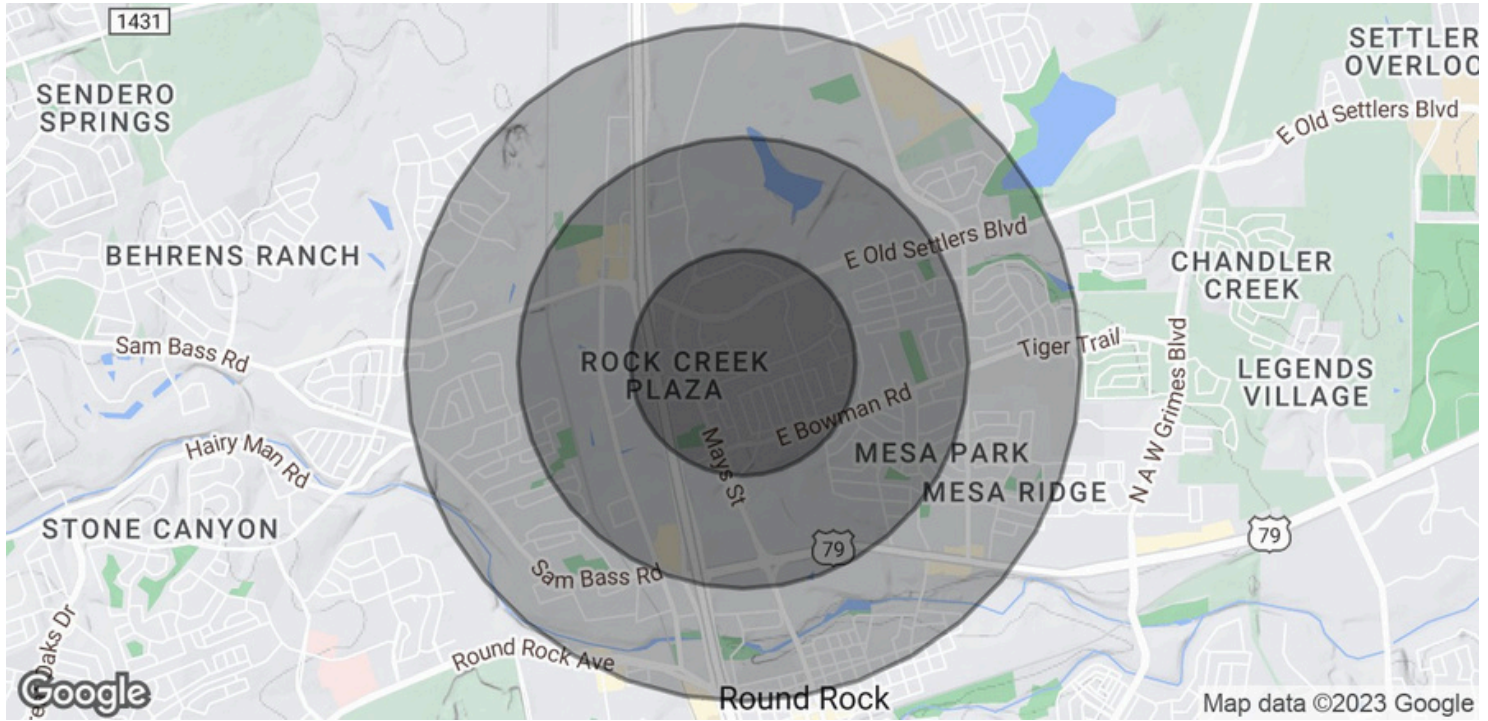 1431
SETTLER
OVERLOO
SENDERO
SPRINGS
E Old Settlers Blvd
E Old Settlers Blvd
BEHRENS RANCH
CHANDLER
CREEK
Sam Bass Rd
Tiger Trail
ROCK CREEK
PLAZA
LEGENDS
VILLAGE
N A W Grimes Blvd
E Bowman Rd
Hairy Man Rd
Mays St
MESA PARK
MESA RIDGE
STONE CANYON
79
79
Sam Bass Rd
Oaks Dr
Round Rock Ave
Google
Round Rock
Map data ©2023 Google